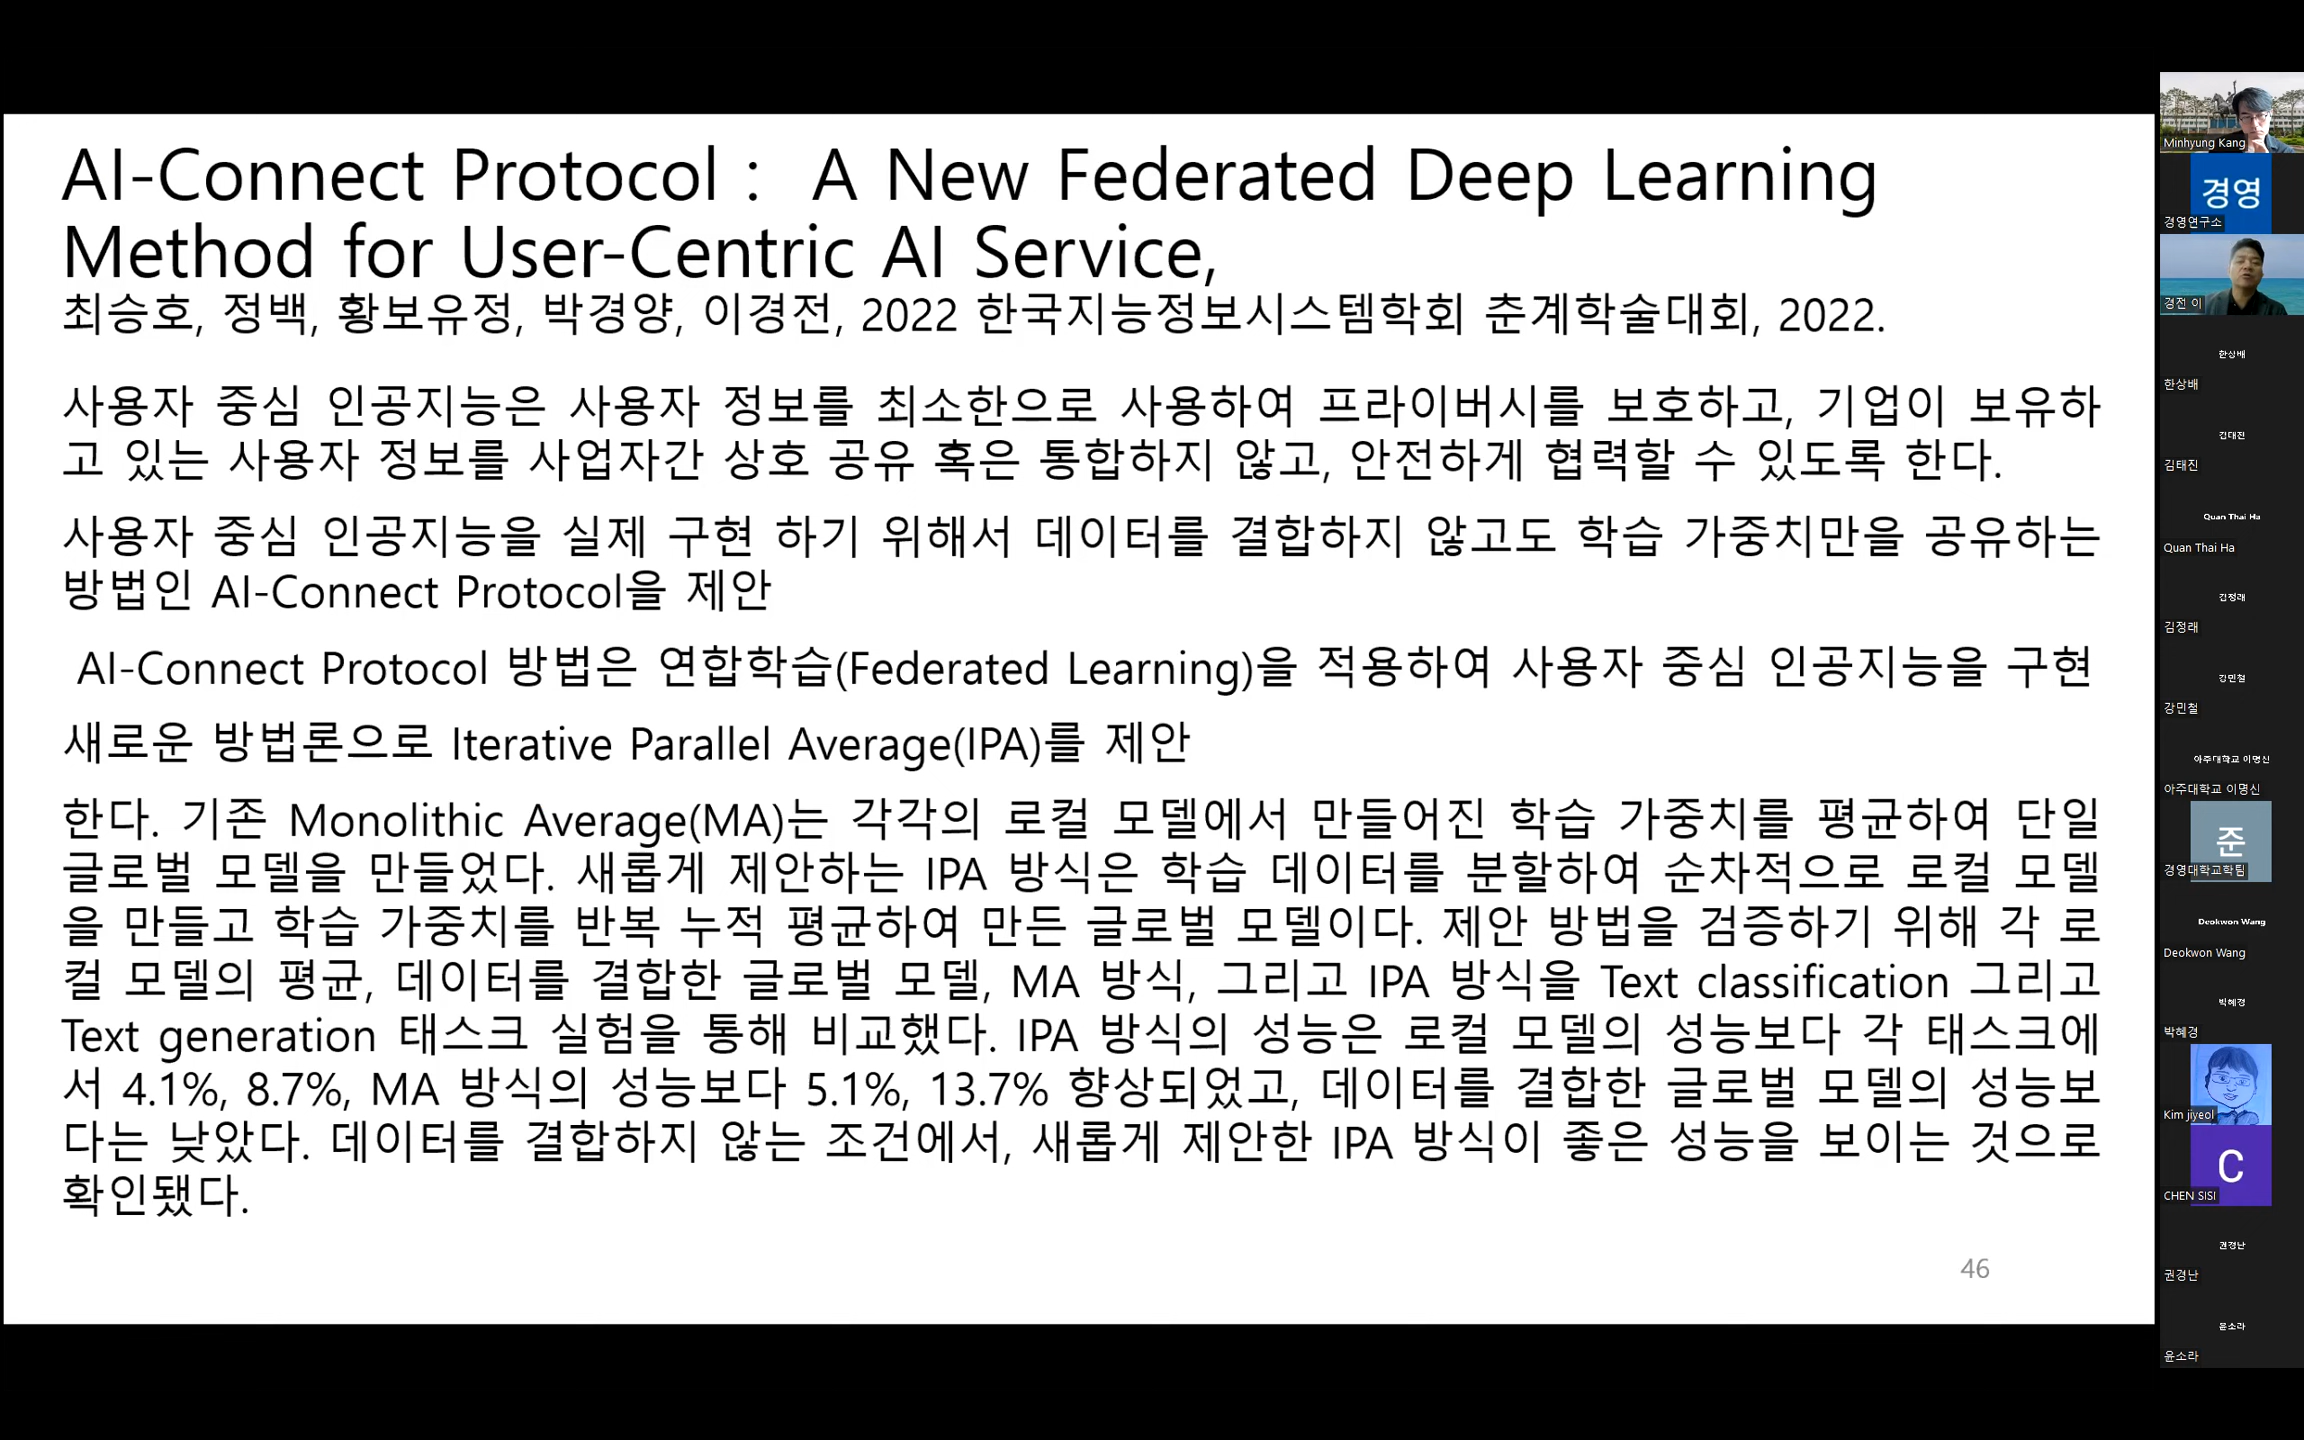 AI-Connect Protocol : A New Federated Deep Learning
Method for User-Centric AI Service,
최승호, 정백, 황보유정, 박경양, 이경전, 2022 한국지능정보시스템학회 춘계학술대회, 2022.
사용자 중심 인공지능은 사용자 정보를 최소한으로 사용하여 프라이버시를 보호하고, 기업이 보유하
고 있는 사용자 정보를 사업자간 상호 공유 혹은 통합하지 않고, 안전하게 협력할 수 있도록 한다.
사용자 중심 인공지능을 실제 구현 하기 위해서 데이터를 결합하지 않고도 학습 가중치만을 공유하는
방법인 AI-Connect Protocol을 제안
AI-Connect Protocol 방법은 연합학습(Federated Learning)을 적용하여 사용자 중심 인공지능을 구현
새로운 방법론으로 Iterative Parallel Average(IPA)를 제안
한다. 기존 Monolithic Average(MA)는 각각의 로컬 모델에서 만들어진 학습 가중치를 평균하여 단일
글로벌 모델을 만들었다. 새롭게 제안하는 IPA 방식은 학습 데이터를 분할하여 순차적으로 로컬 모델
을 만들고 학습 가중치를 반복 누적 평균하여 만든 글로벌 모델이다. 제안 방법을 검증하기 위해 각 로
컬 모델의 평균, 데이터를 결합한 글로벌 모델, MA 방식, 그리고 IPA 방식을 Text classification 그리고
Text generation 태스크 실험을 통해 비교했다. IPA 방식의 성능은 로컬 모델의 성능보다 각 태스크에
서 4.1%, 8.7%, MA 방식의 성능보다 5.1%, 13.7% 향상되었고, 데이터를 결합한 글로벌 모델의 성능보
다는 낮았다. 데이터를 결합하지 않는 조건에서, 새롭게 제안한 IPA 방식이 좋은 성능을 보이는 것으로
확인됐다.
46
Minhyung Kang
경영
경영연구소
경전 이
한상배
한상배
김태진
김태진
Quan Thai Ha
Quan Thai Ha
김정래
김정래
강민철
강민철
아주대학교 이명신
아주대학교 이명신
준
경영대학교학팀
Deokwon Wang
Deokwon Wang
박혜경
박혜경
Kim jiyeol
C
CHEN SISI
권경난
권경난
윤소라
윤소라